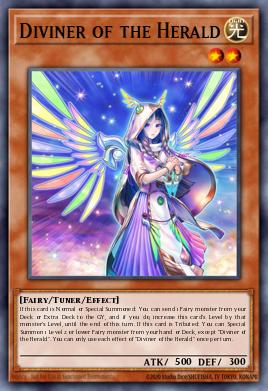 DIVINER OF THE HERALD
光
[FAIRY/TUNER/EFFECT]
If this card is Normal or Special Summoned: You can send 1 Fairy monster from your
Deck or Extra Deck to the GY, and if you do, increase this card's Level by that
monster's Level, until the end of this turn. If this card is Tributed: You can Special
Summon 1 Level 2 or lower Fairy monster from your hand or Deck, except "Diviner of
the Herald". You can only use each effect of "Diviner of the Herald" once per turn.
ATK/ 500 DEF/ 300
©2020 Studio Dice/SHUEISHA, TV TOKYO, KONAMI